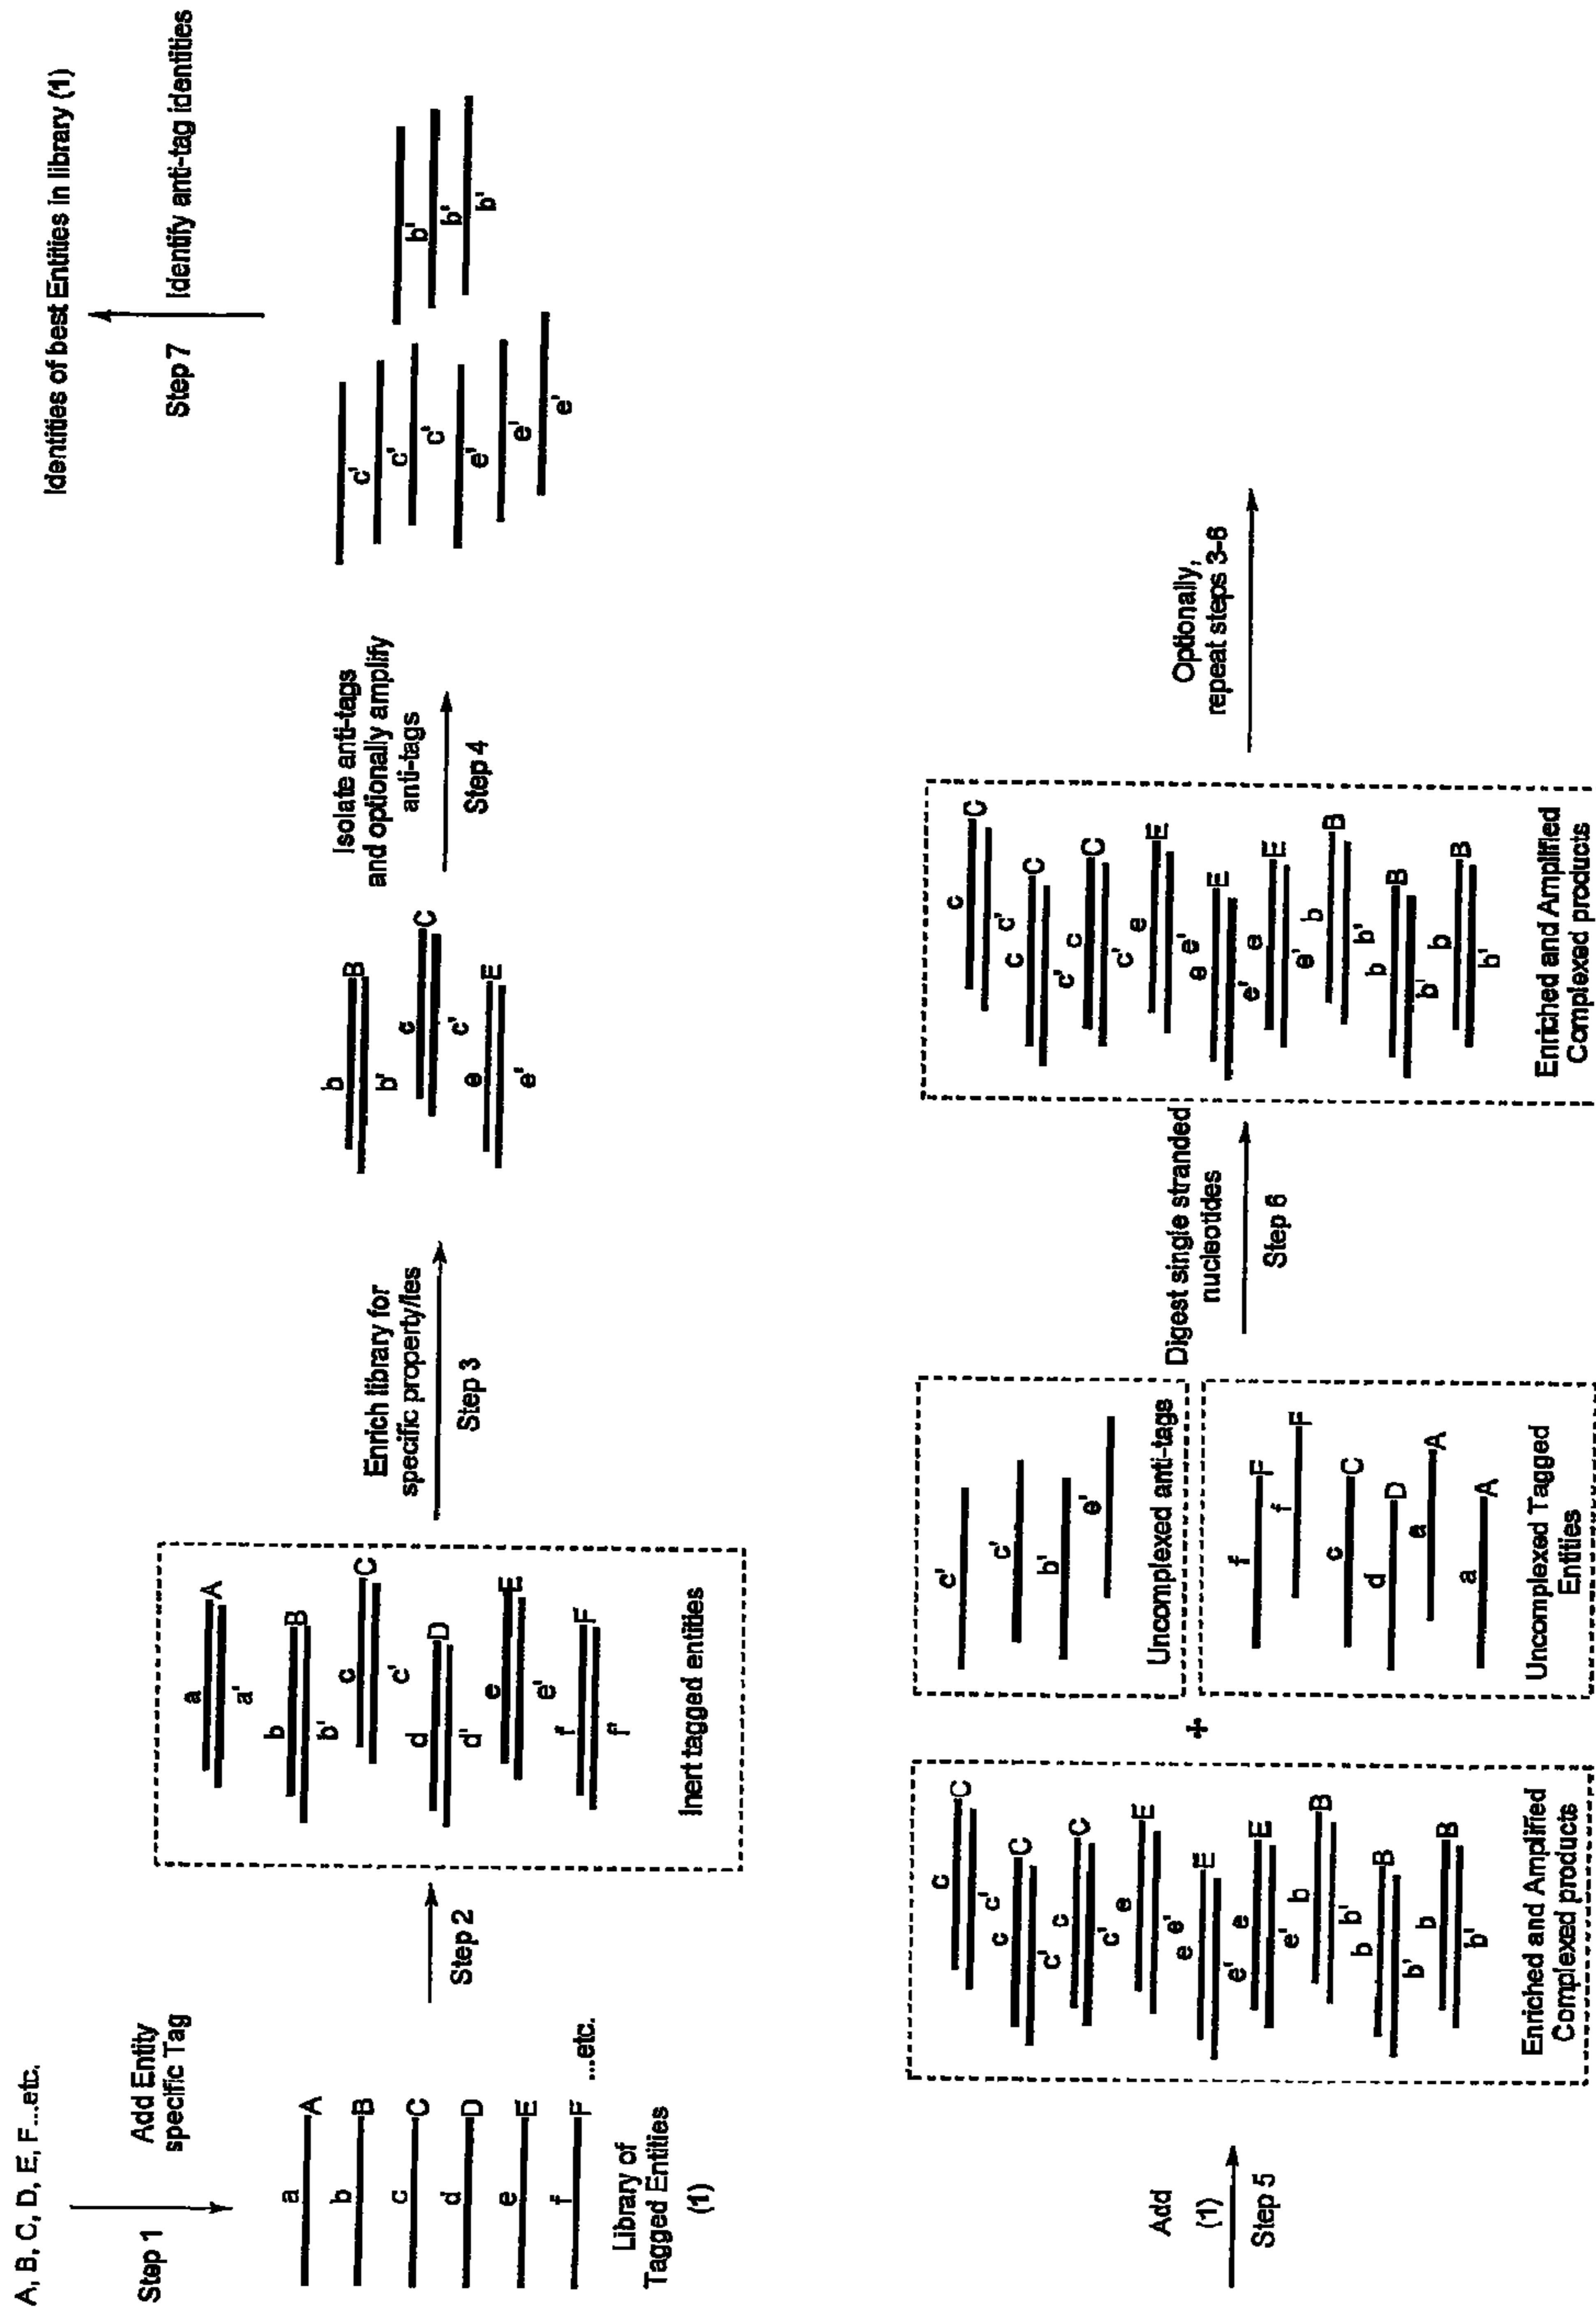 A, B, C, D, E, F...etc.
Step 1
Add Entity
specific Tag
a
A
b
B
c
C
d
D
e
E
f
F
...etc.
Library of
Tagged Entities
(1)
Step 2
a
A
a'
b
B
b'
c
C
c'
d
D
d'
e
E
e'
f
F
f'
Inert tagged entities
Enrich library for
specific property/ies
Step 3
b
B
b'
c
C
c'
e
E
e'
Isolate anti-tags
and optionally amplify
anti-tags
Step 4
c'
c'
c'
e'
e'
e'
b'
b'
b'
Step 7
Identify anti-tag identities
Identities of best Entities in library (1)
Add
(1)
Step 5
c
C
c'
c
C
c'
c
C
c'
e
E
e'
e
E
e'
e
E
e'
b
B
b'
b
B
b'
b
B
b'
Enriched and Amplified
Complexed products
+
c'
c'
b'
e'
Uncomplexed anti-tags
f
F
f
F
c
C
d
D
a
A
a
A
Uncomplexed Tagged
Entities
Digest single stranded
nucleotides
Step 6
c
C
c'
c
C
c'
c
C
c'
e
E
e'
e
E
e'
e
E
e'
b
B
b'
b
B
b'
b
B
b'
Enriched and Amplified
Complexed products
Optionally,
repeat steps 3-6